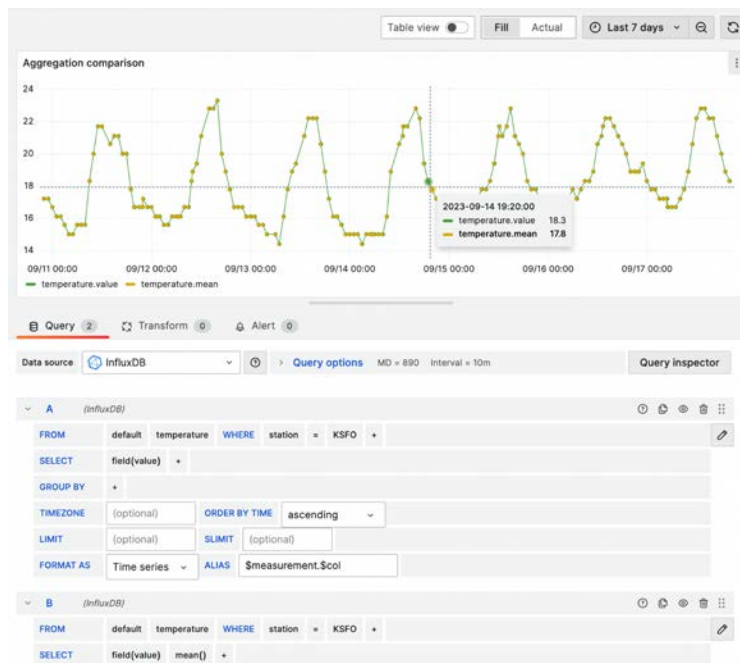 Table view Fill Actual Last 7 days
Aggregation comparison
24
22
20
18
16
14
2023-09-14 19:20:00
temperature.value 18.3
temperature.mean 17.8
09/11 00:00 09/12 00:00 09/13 00:00 09/14 00:00 09/15 00:00 09/16 00:00 09/17 00:00
temperature.value temperature.mean
Query 2 Transform 0 Alert 0
Data source InfluxDB Query options MD = 890 Interval = 10m Query inspector
A (InfluxDB)
FROM default temperature WHERE station = KSFO +
SELECT field(value) +
GROUP BY +
TIMEZONE (optional) ORDER BY TIME ascending
LIMIT (optional) SLIMIT (optional)
FORMAT AS Time series ALIAS $measurement.$col
B (InfluxDB)
FROM default temperature WHERE station = KSFO +
SELECT field(value) mean() +